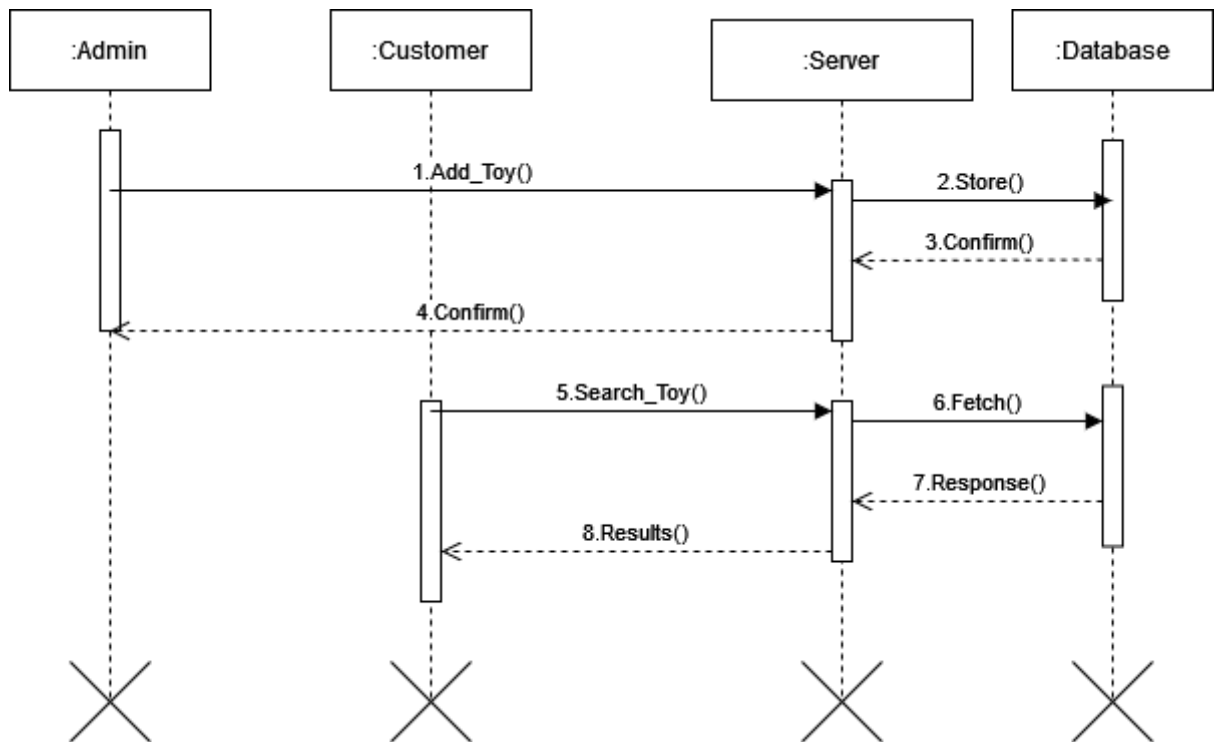 :Admin
:Customer
:Server
:Database
1.Add_Toy()
2.Store()
3.Confirm()
4.Confirm()
5.Search_Toy()
6.Fetch()
7.Response()
8.Results()